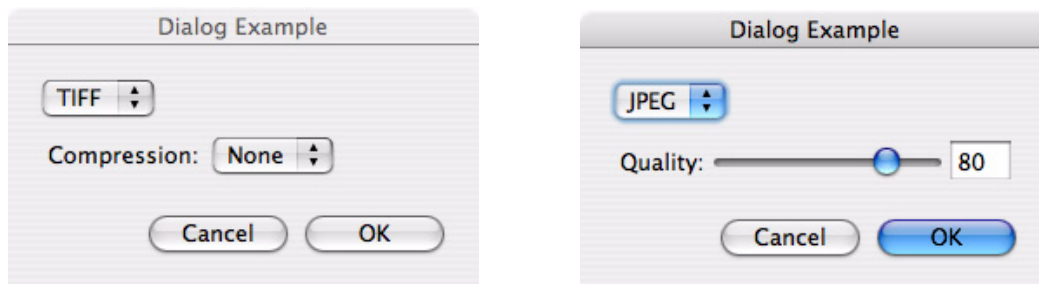 Dialog Example
TIFF
Compression: None
Cancel OK
Dialog Example
JPEG
Quality: 80
Cancel OK